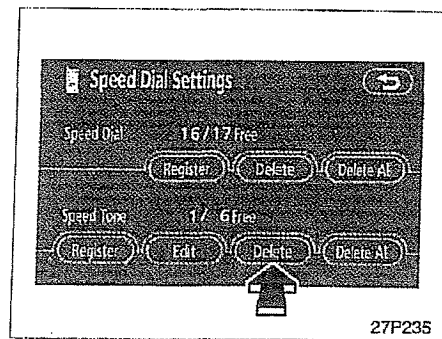 Speed Dial Settings
Speed Dial 16/17 Free
Register Delete Delete All
Speed Tone 1/ 6 Free
Register Edit Delete Delete All
27P235